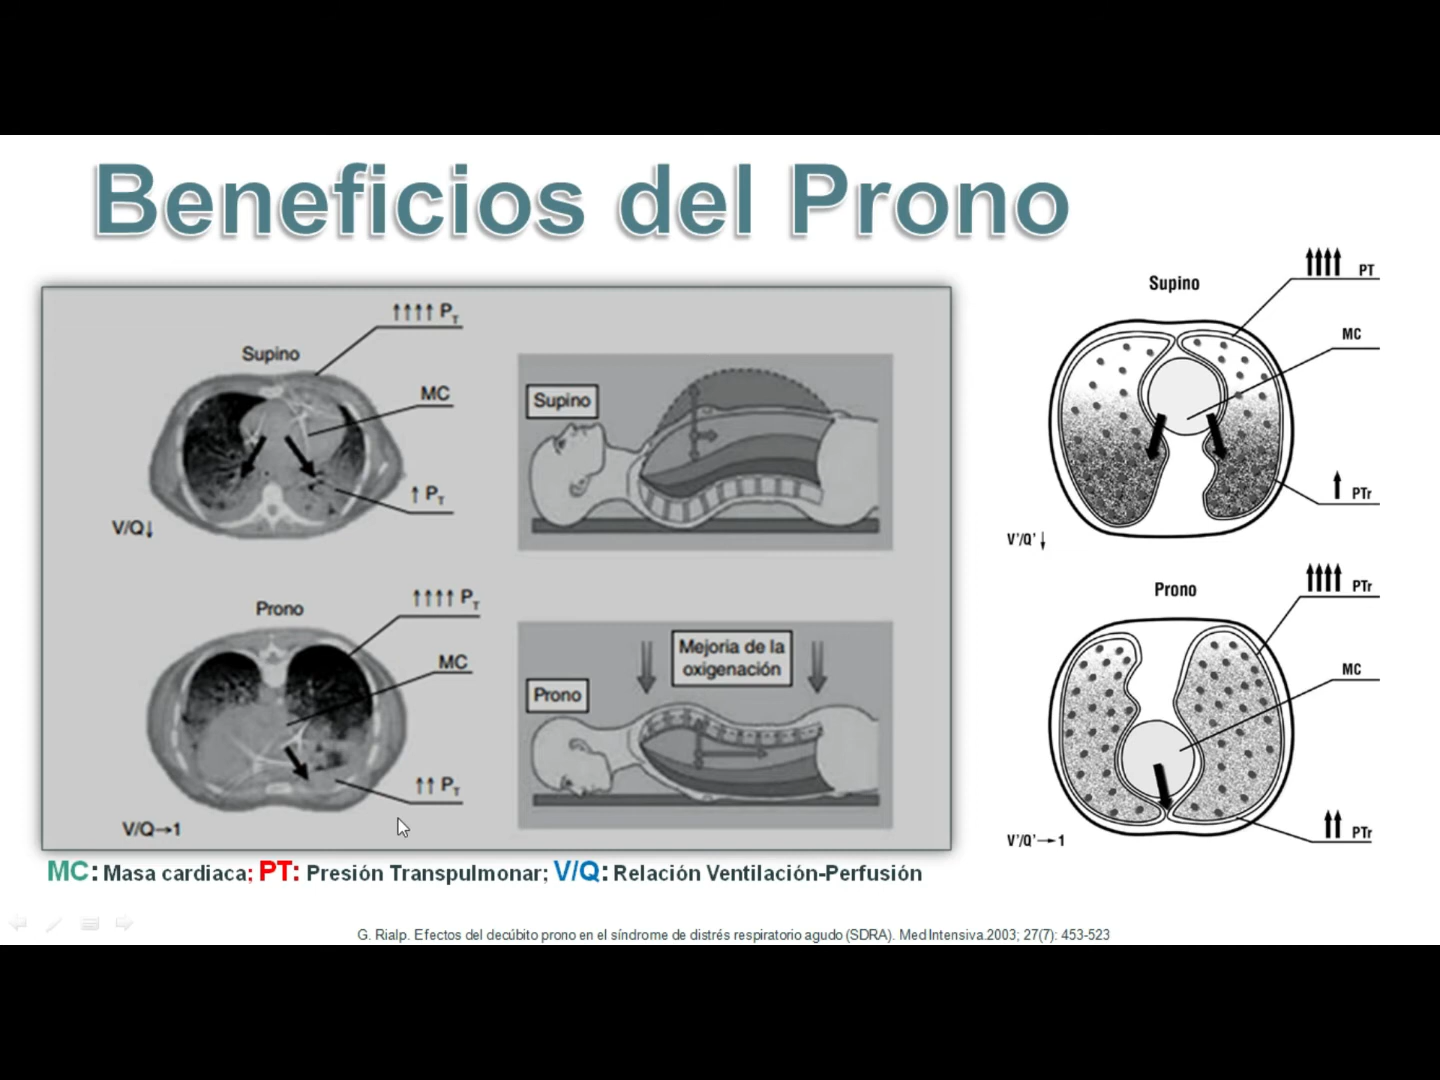 Beneficios del Prono
↑↑↑↑ PT
Supino
MC
↑ PT
V/Q↓
Supino
Prono
↑↑↑↑ PT
MC
↑↑ PT
V/Q→1
Mejoria de la
oxigenación
Prono
Supino
PT
MC
PTr
V'/Q' ↓
Prono
PTr
MC
PTr
V'/Q'→1
MC: Masa cardiaca; PT: Presión Transpulmonar; V/Q: Relación Ventilación-Perfusión
G. Rialp. Efectos del decúbito prono en el síndrome de distrés respiratorio agudo (SDRA). Med Intensiva.2003; 27(7): 453-523